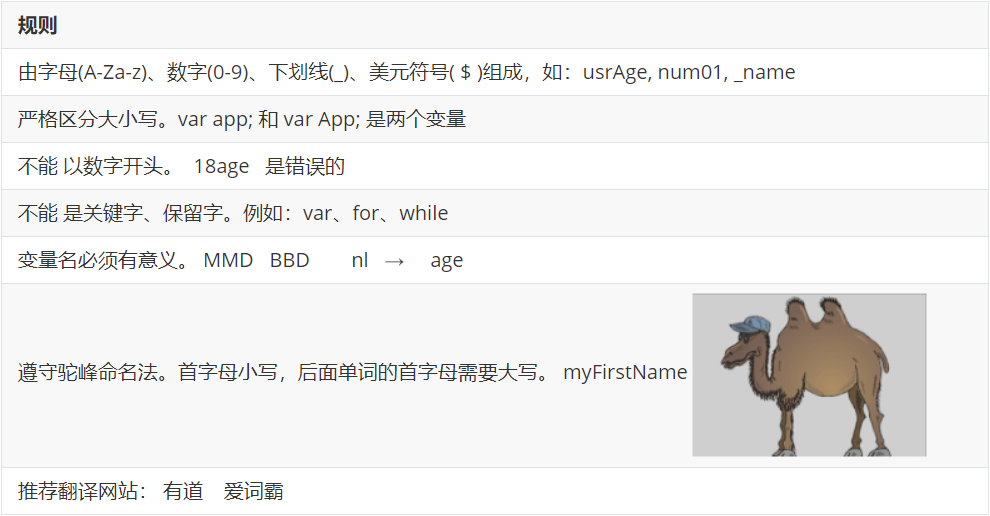 规则
由字母(A-Za-z)、数字(0-9)、下划线(_)、美元符号( $ )组成，如：usrAge, num01, _name
严格区分大小写。var app; 和 var App; 是两个变量
不能 以数字开头。 18age 是错误的
不能 是关键字、保留字。例如：var、for、while
变量名必须有意义。 MMD BBD nl → age
遵守驼峰命名法。首字母小写，后面单词的首字母需要大写。 myFirstName
推荐翻译网站： 有道 爱词霸